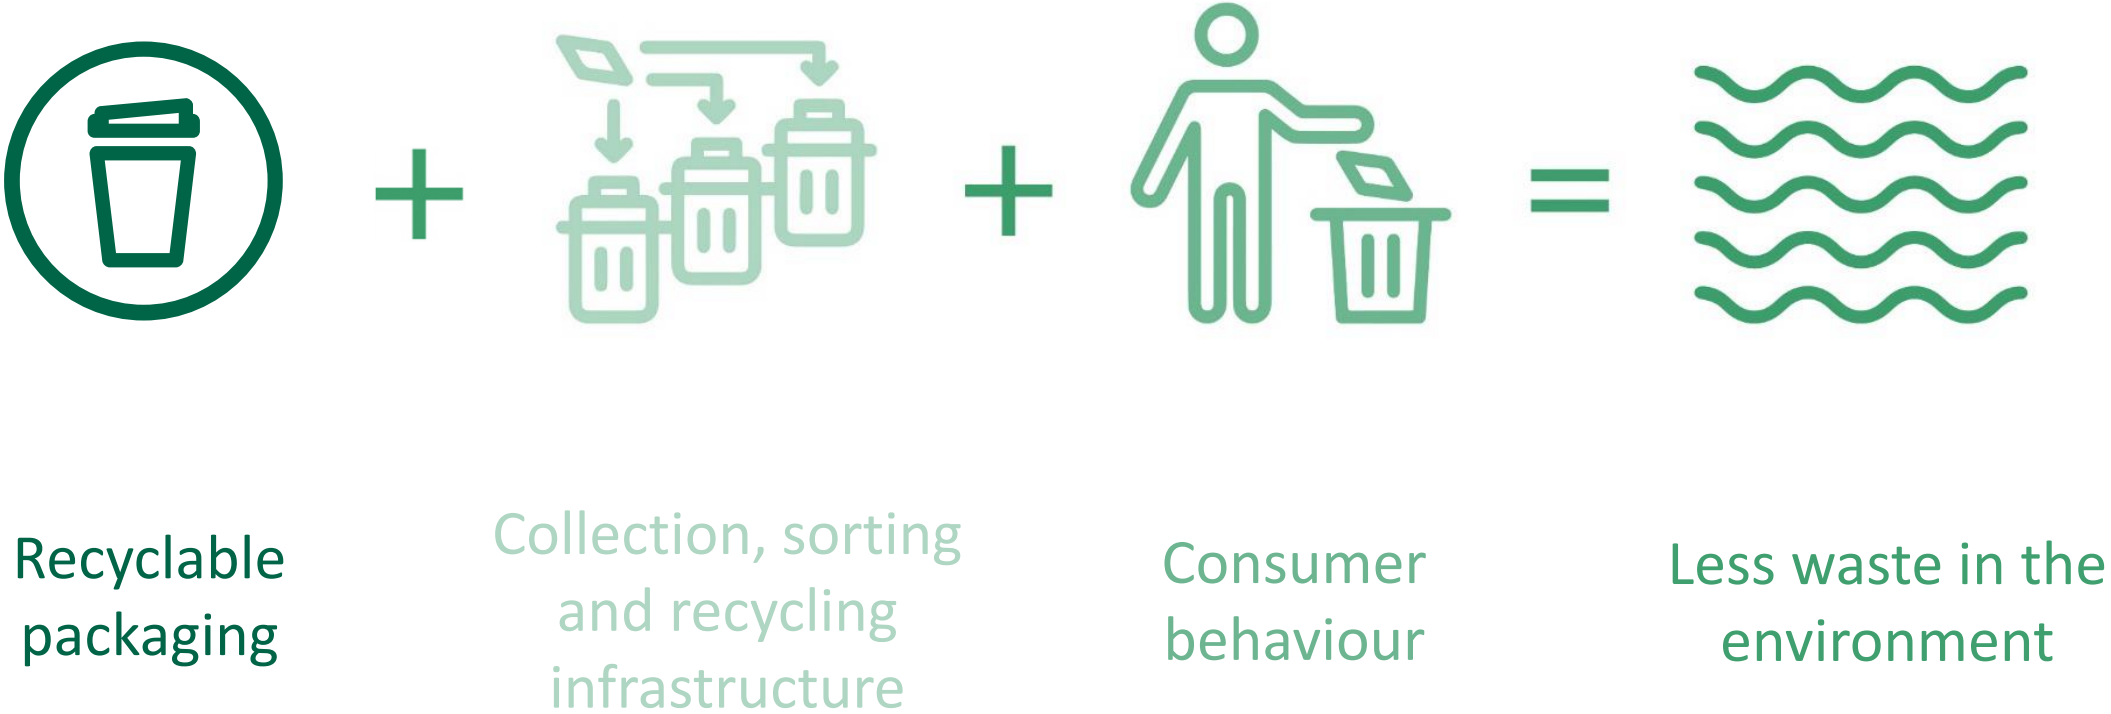 Recyclable
packaging
Collection, sorting
and recycling
infrastructure
Consumer
behaviour
Less waste in the
environment